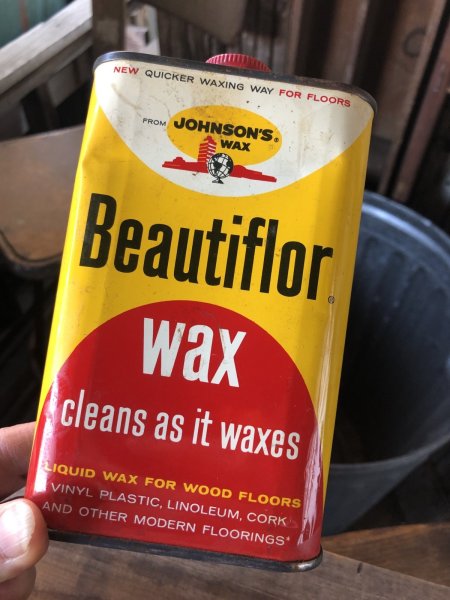 NEW QUICKER WAXING WAY FOR FLOORS
FROM JOHNSON'S®
WAX
Beautiflor®
wax
cleans as it waxes
LIQUID WAX FOR WOOD FLOORS
VINYL PLASTIC, LINOLEUM, CORK
AND OTHER MODERN FLOORINGS*